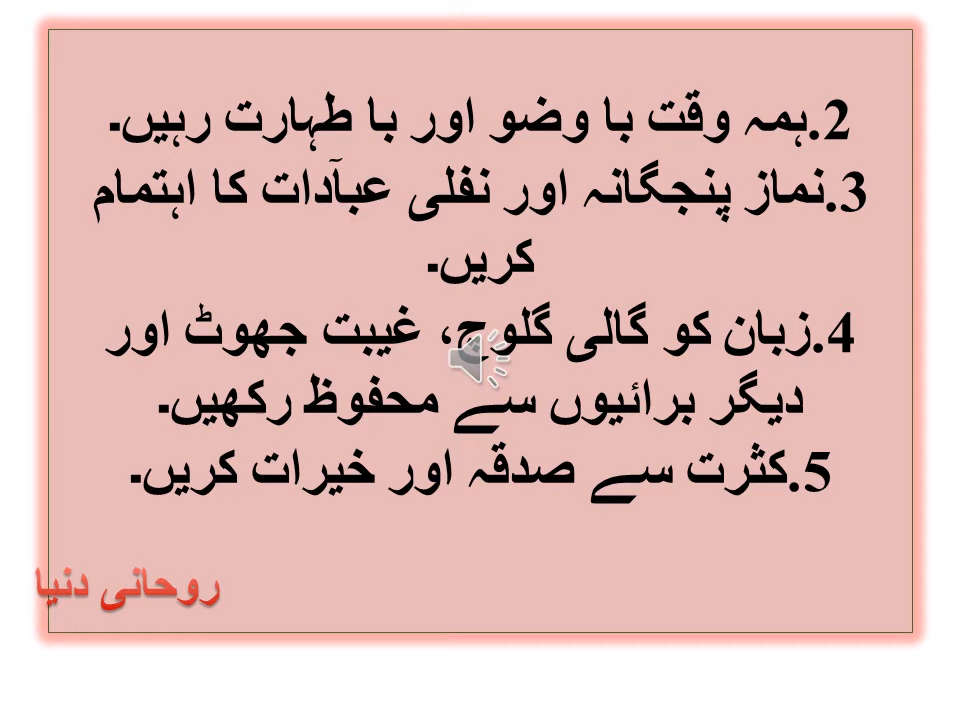 2.ہمہ وقت با وضو اور با طہارت رہیں۔
3.نماز پنجگانہ اور نفلی عبآدات کا اہتمام
کریں۔
4.زبان کو گالی گلوچ، غیبت جھوٹ اور
دیگر برائیوں سے محفوظ رکھیں۔
5.کثرت سے صدقہ اور خیرات کریں۔
روحانی دنیا